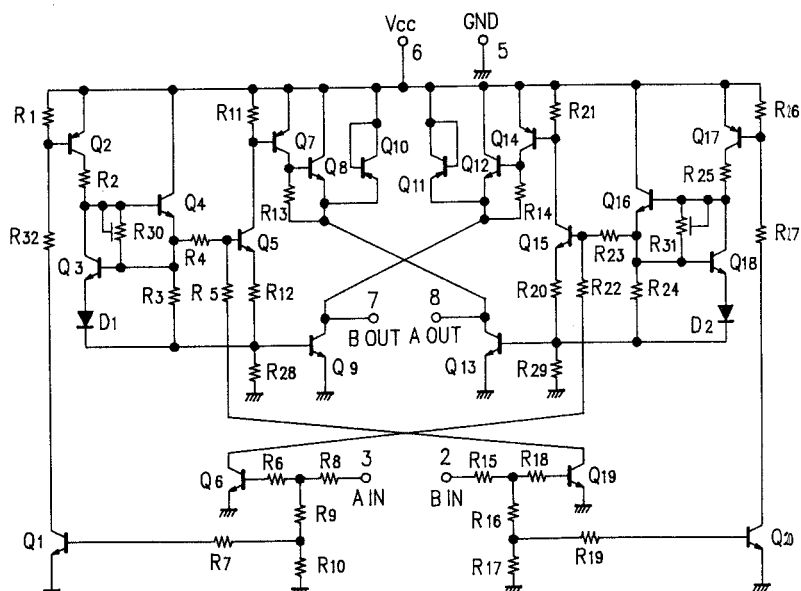 Vcc GND
6 5
R1 R11 R21 R26
Q2 Q7 Q10 Q14 Q17
Q8 Q11 Q12
R2 Q4 R13 R14 Q16 R25
R30 R31
R32 R4 Q5 Q15 R23 R17
Q3 Q18
R3 R5 R12 R20 R22 R24
D1 D2
7 8
B OUT A OUT
R28 Q9 Q13 R29
Q6 R6 R8 3 2 R15 R18 Q19
A IN B IN
R9 R16
Q1 R7 R10 R17 R19 Q20